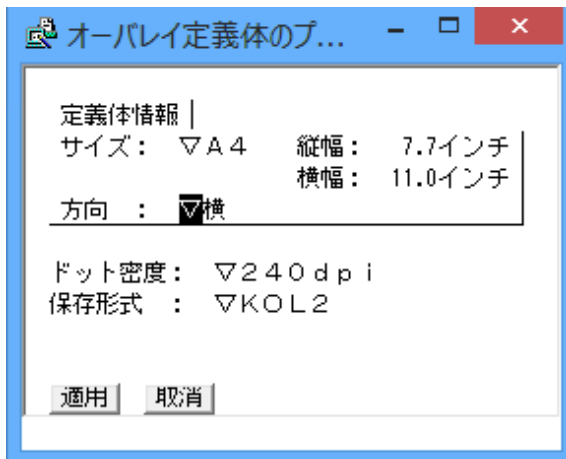 オーバレイ定義体のプ...
定義体情報
サイズ： ▽Ａ４ 縦幅： 7.7インチ
横幅： 11.0インチ
方向 ： ▽横
ドット密度： ▽２４０ｄｐｉ
保存形式 ： ▽ＫＯＬ２
適用 取消